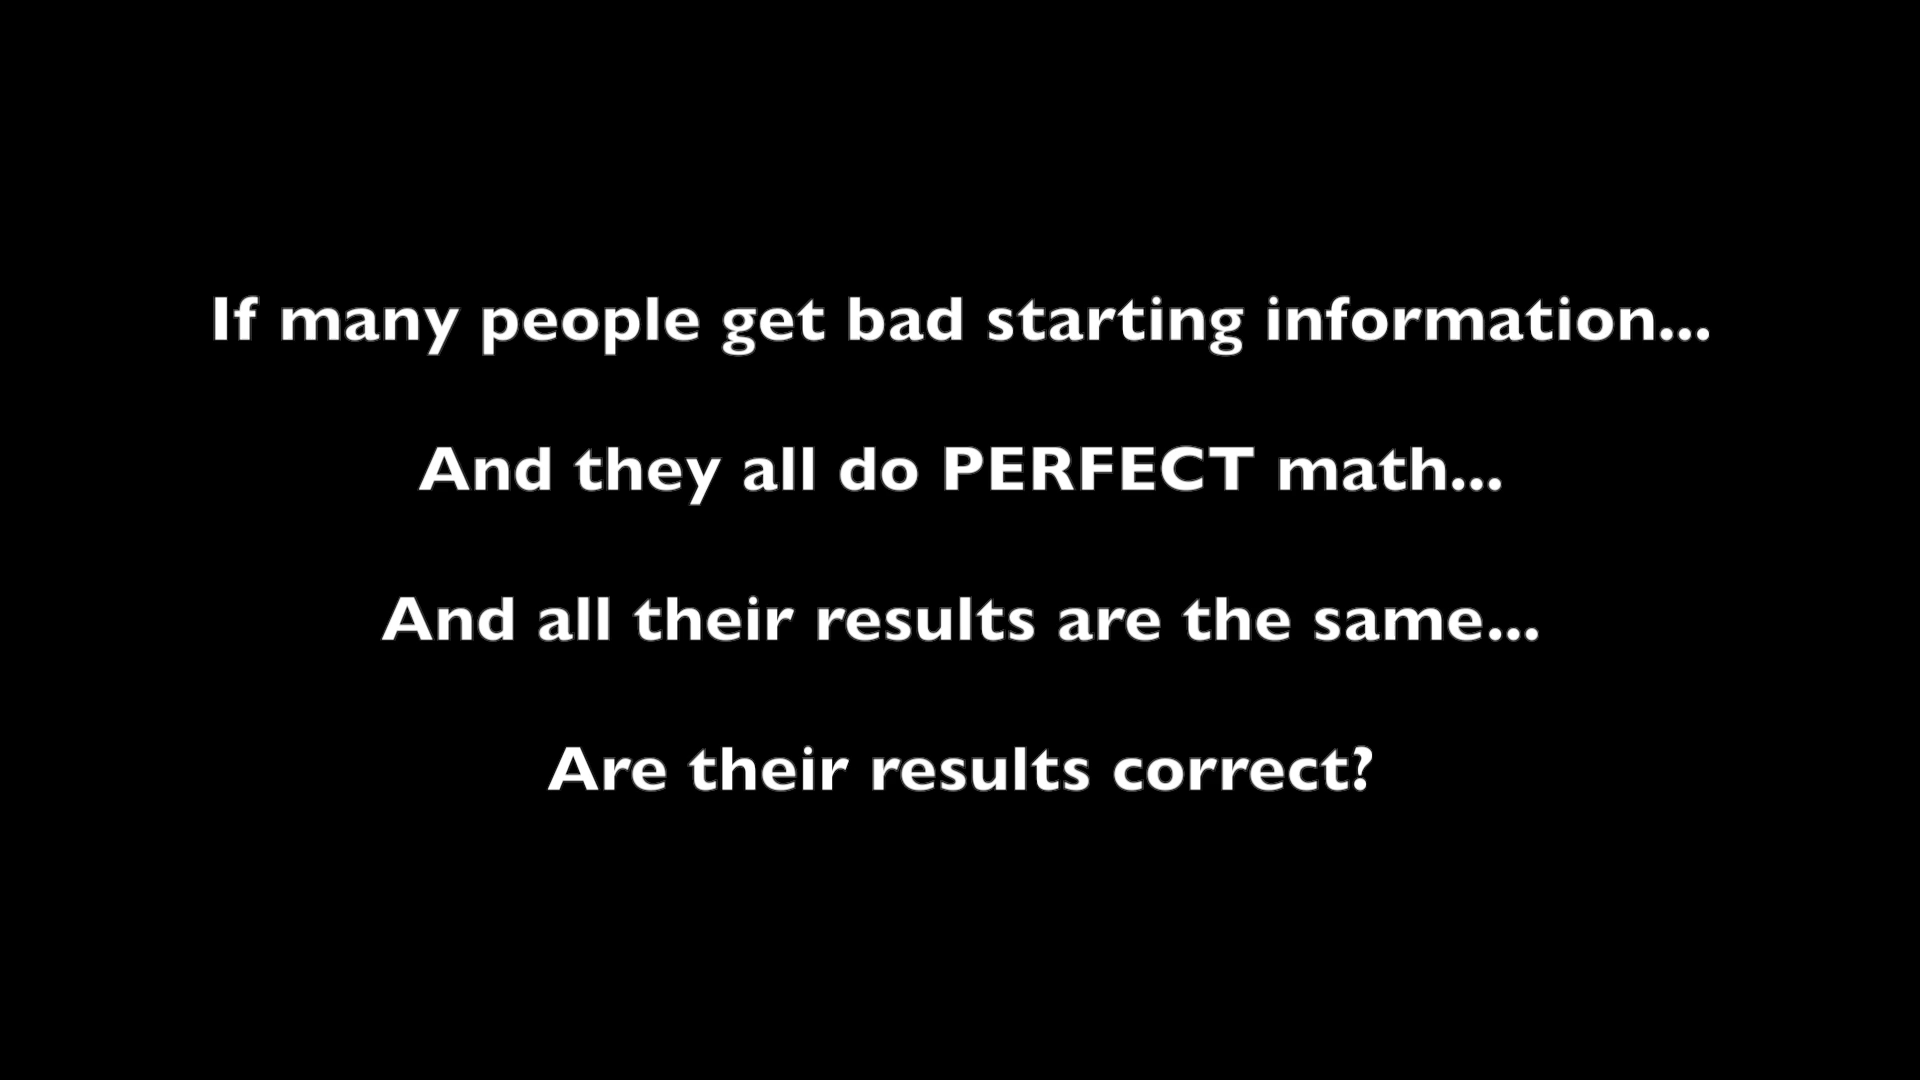 If many people get bad starting information...
And they all do PERFECT math...
And all their results are the same...
Are their results correct?